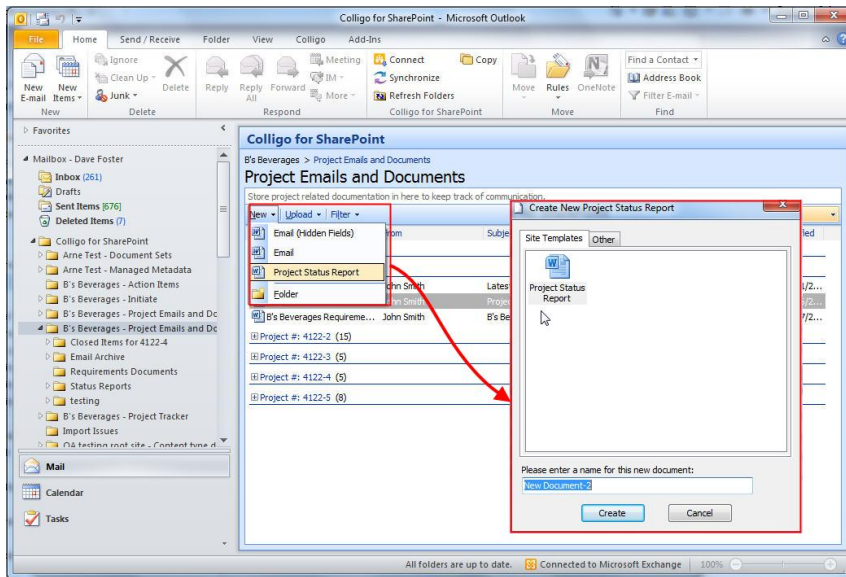 Colligo for SharePoint - Microsoft Outlook
File Home Send / Receive Folder View Colligo Add-Ins
New E-mail
New Items
New
Ignore
Clean Up
Junk
Delete
Delete
Reply
Reply All
Forward
Meeting
IM
More
Respond
Connect
Synchronize
Refresh Folders
Copy
Colligo for SharePoint
Move
Rules
OneNote
Move
Find a Contact
Address Book
Filter E-mail
Find
Favorites
Mailbox - Dave Foster
Inbox (261)
Drafts
Sent Items [676]
Deleted Items (7)
Colligo for SharePoint
Arne Test - Document Sets
Arne Test - Managed Metadata
B's Beverages - Action Items
B's Beverages - Initiate
B's Beverages - Project Emails and Dc
B's Beverages - Project Emails and Dc
Closed Items for 4122-4
Email Archive
Requirements Documents
Status Reports
testing
B's Beverages - Project Tracker
Import Issues
QA testing root site - Content type d
Mail
Calendar
Tasks
Colligo for SharePoint
B's Beverages > Project Emails and Documents
Project Emails and Documents
Store project related documentation in here to keep track of communication.
New Upload Filter
Email (Hidden Fields)
Email
Project Status Report
Folder
From Subje
John Smith Lates
John Smith Projec
B's Beverages Requireme... John Smith B's Be
Project #: 4122-2 (15)
Project #: 4122-3 (5)
Project #: 4122-4 (5)
Project #: 4122-5 (8)
Create New Project Status Report
Site Templates Other
Project Status
Report
Please enter a name for this new document:
New Document-2
Create Cancel
All folders are up to date. Connected to Microsoft Exchange 100%